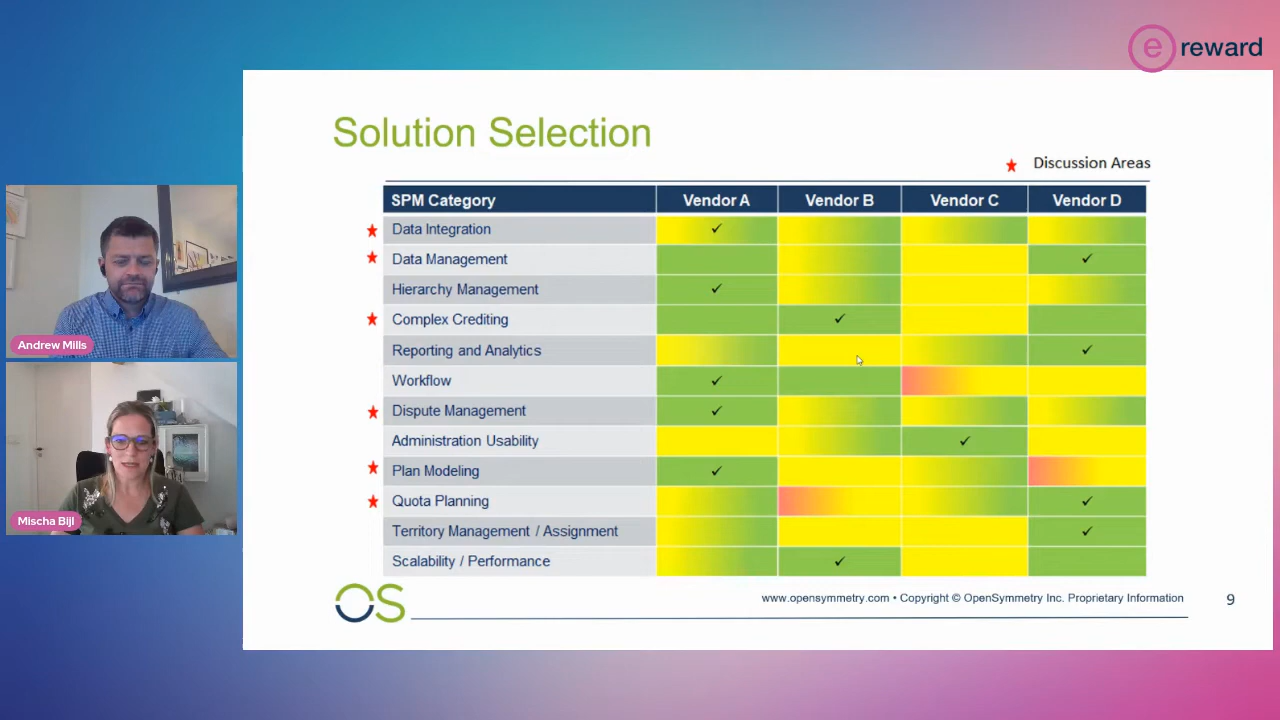 e reward
Solution Selection
Discussion Areas
SPM Category Vendor A Vendor B Vendor C Vendor D
Data Integration ✓
Data Management ✓
Hierarchy Management ✓
Complex Crediting ✓
Reporting and Analytics ✓
Workflow ✓
Dispute Management ✓
Administration Usability ✓
Plan Modeling ✓
Quota Planning ✓
Territory Management / Assignment ✓
Scalability / Performance ✓
Andrew Mills
Mischa Bijl
OS
www.opensymmetry.com • Copyright © OpenSymmetry Inc. Proprietary Information
9